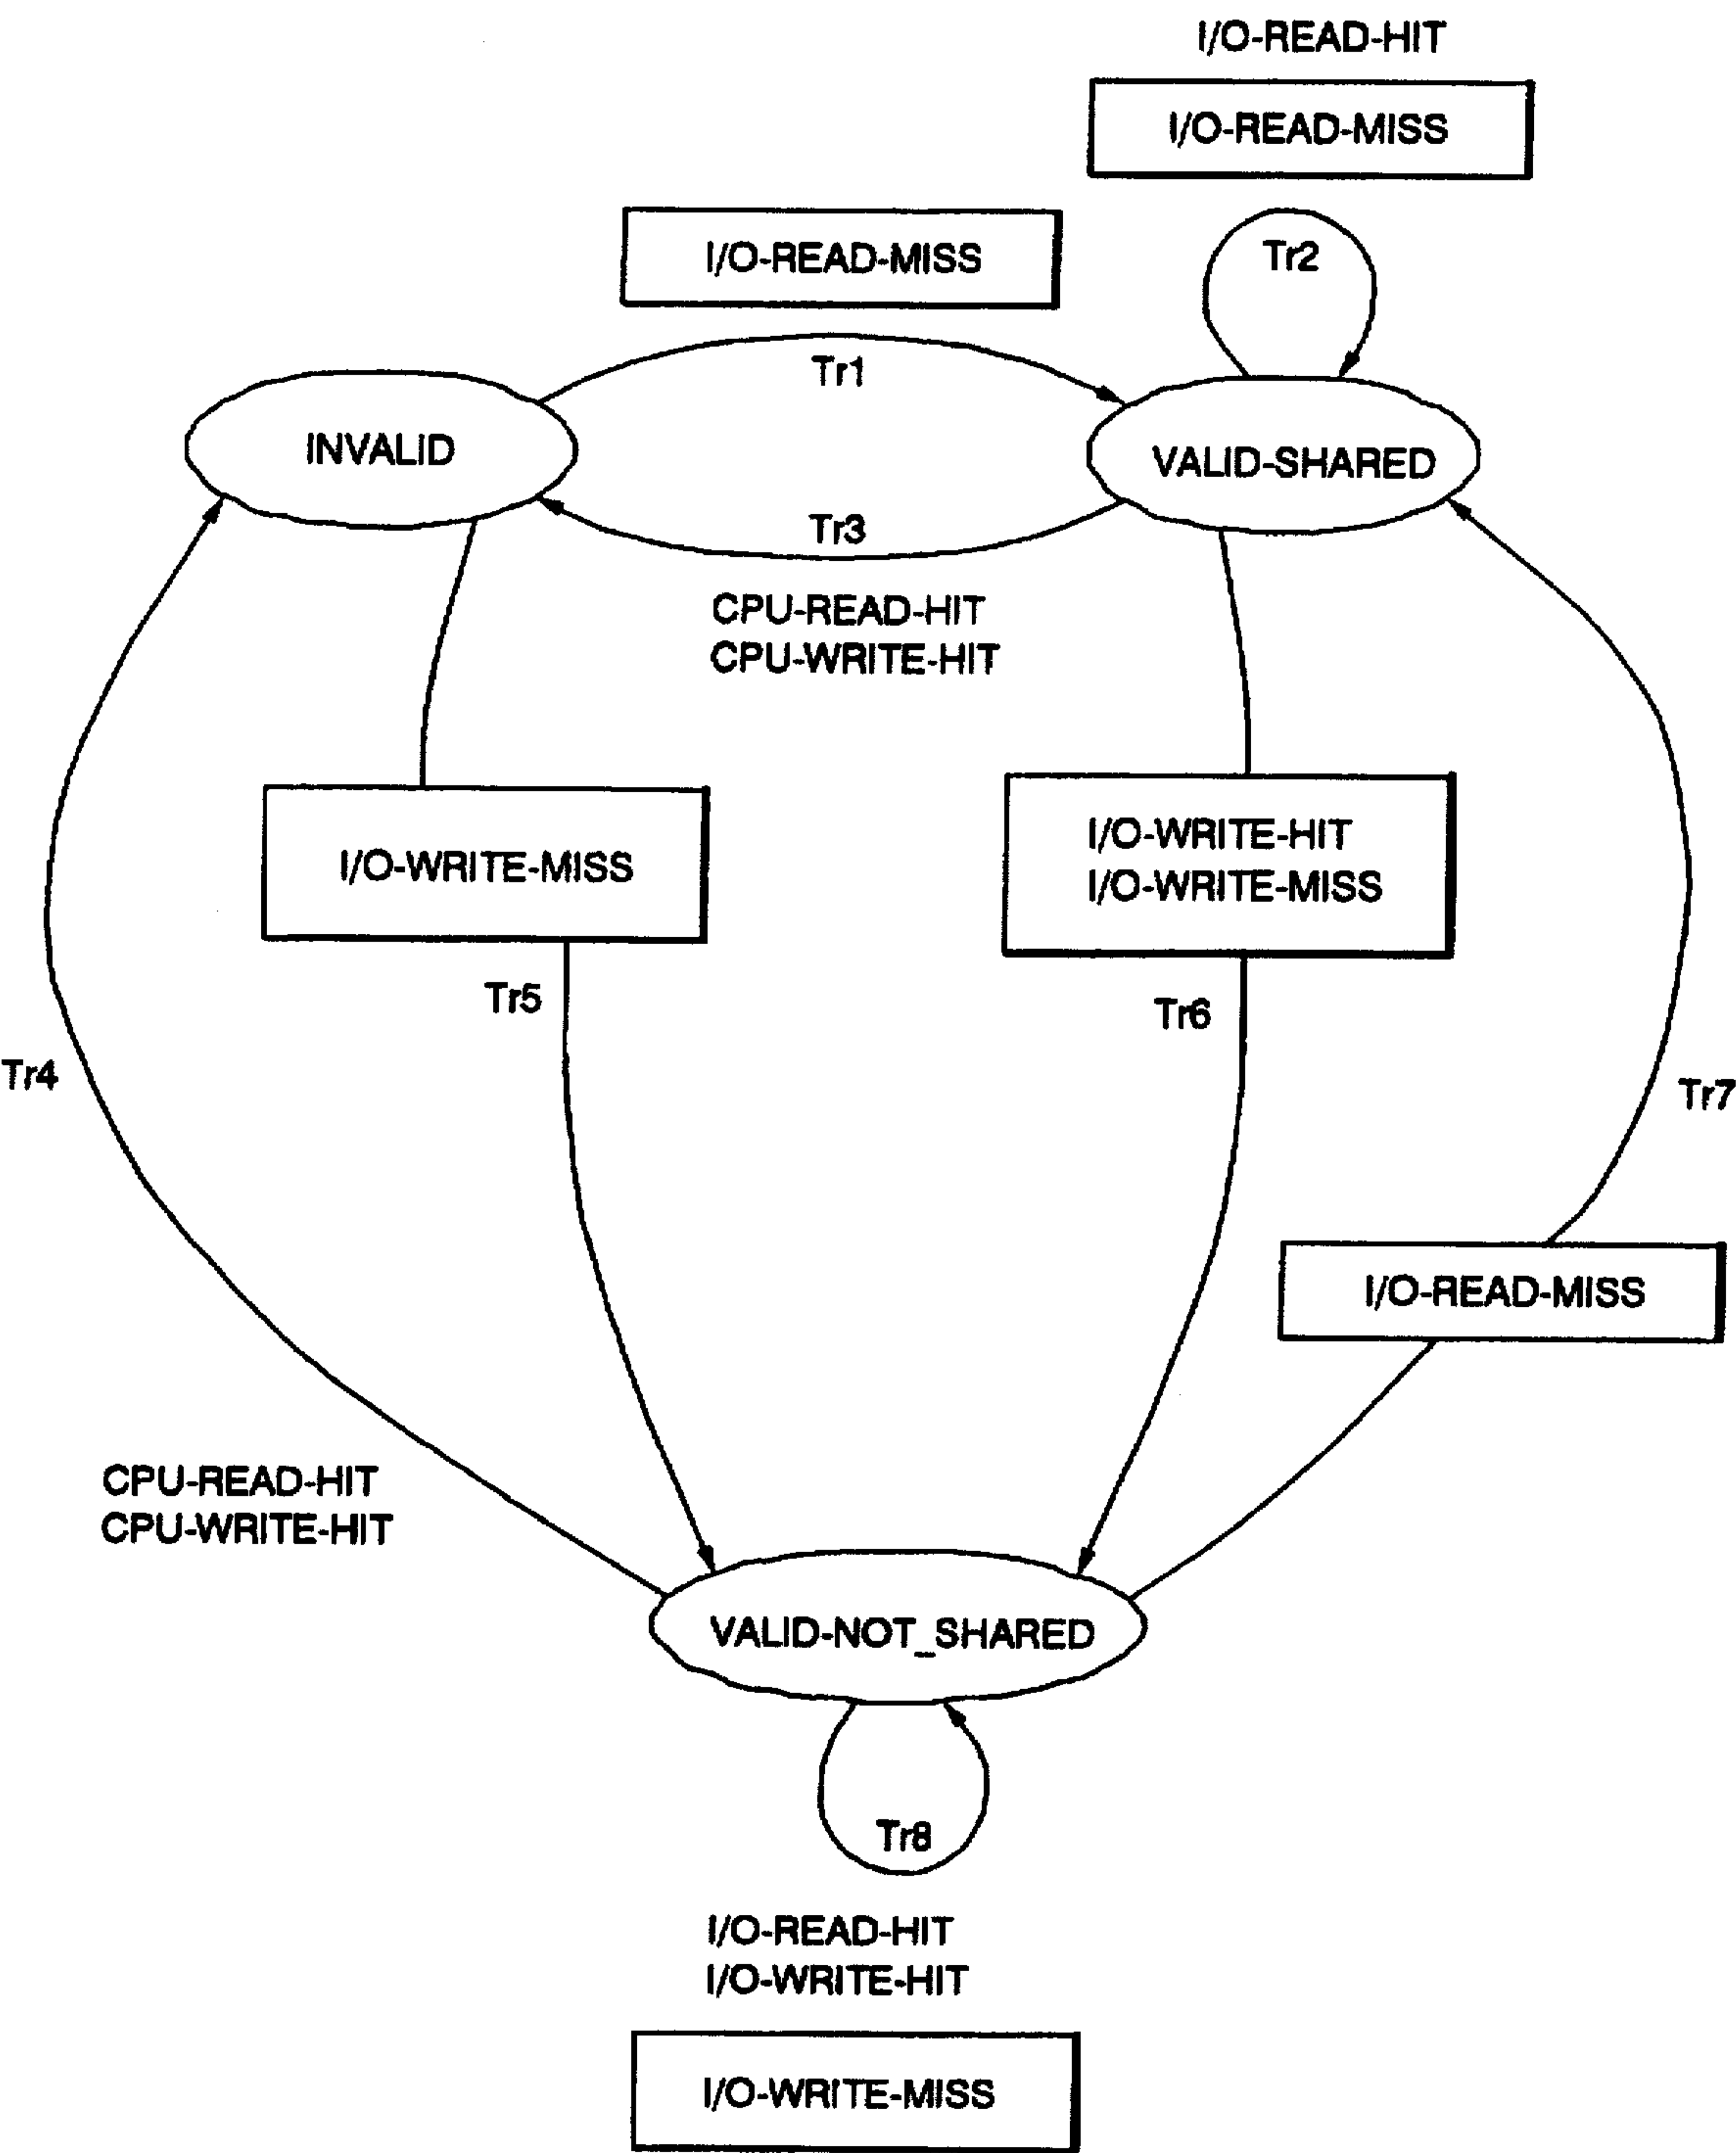 I/O-READ-HIT
I/O-READ-MISS
I/O-READ-MISS
Tr2
Tr1
INVALID
VALID-SHARED
Tr3
CPU-READ-HIT
CPU-WRITE-HIT
I/O-WRITE-MISS
I/O-WRITE-HIT
I/O-WRITE-MISS
Tr5
Tr6
Tr4
Tr7
I/O-READ-MISS
CPU-READ-HIT
CPU-WRITE-HIT
VALID-NOT_SHARED
Tr8
I/O-READ-HIT
I/O-WRITE-HIT
I/O-WRITE-MISS